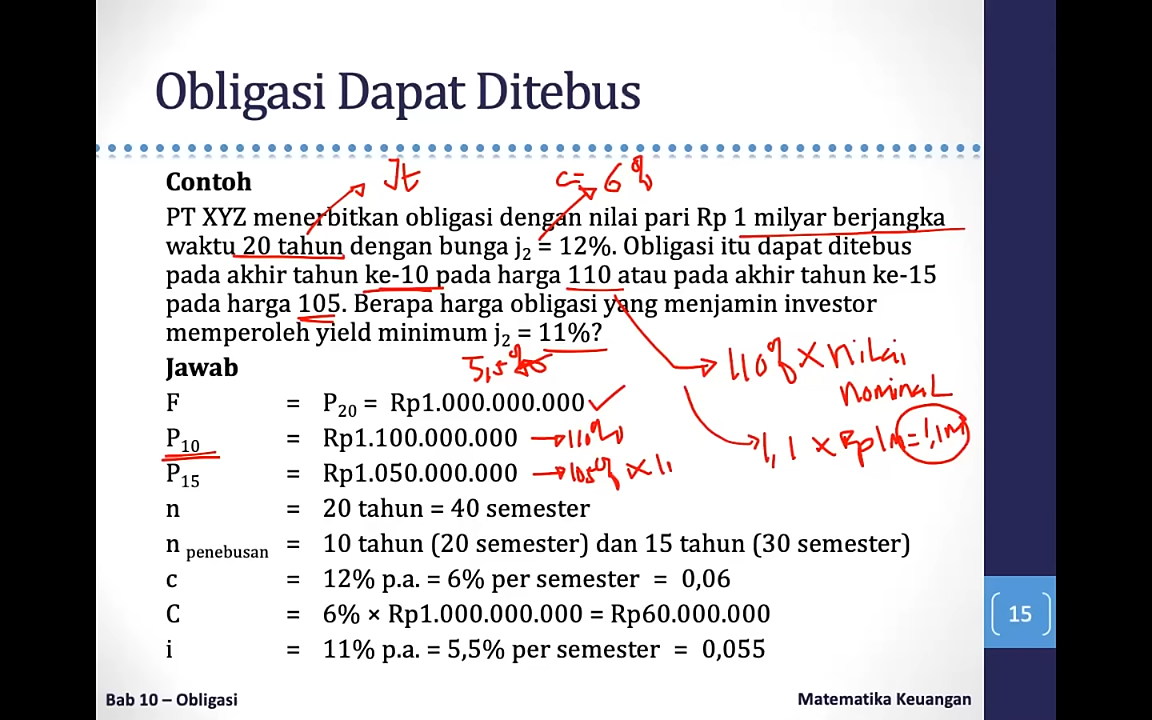 Obligasi Dapat Ditebus
Jt
c = 6%
Contoh
PT XYZ menerbitkan obligasi dengan nilai pari Rp 1 milyar berjangka
waktu 20 tahun dengan bunga j2 = 12%. Obligasi itu dapat ditebus
pada akhir tahun ke-10 pada harga 110 atau pada akhir tahun ke-15
pada harga 105. Berapa harga obligasi yang menjamin investor
memperoleh yield minimum j2 = 11%?
5,5%
110% × nilai
nominal
Jawab
F = P20 = Rp1.000.000.000
P10 = Rp1.100.000.000 → 110%
1,1 × Rp1M = 1,1M
P15 = Rp1.050.000.000 → 105% × 1
n = 20 tahun = 40 semester
n penebusan = 10 tahun (20 semester) dan 15 tahun (30 semester)
c = 12% p.a. = 6% per semester = 0,06
C = 6% × Rp1.000.000.000 = Rp60.000.000
15
i = 11% p.a. = 5,5% per semester = 0,055
Bab 10 – Obligasi
Matematika Keuangan